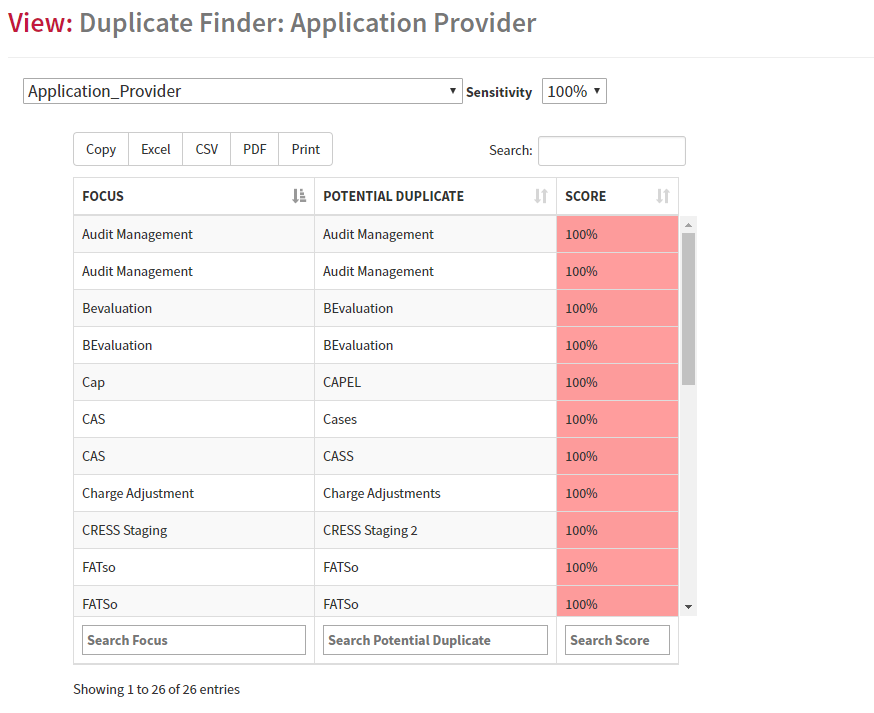 View: Duplicate Finder: Application Provider
Application_Provider Sensitivity 100%
Copy Excel CSV PDF Print Search:
FOCUS POTENTIAL DUPLICATE SCORE
Audit Management Audit Management 100%
Audit Management Audit Management 100%
Bevaluation BEvaluation 100%
BEvaluation BEvaluation 100%
Cap CAPEL 100%
CAS Cases 100%
CAS CASS 100%
Charge Adjustment Charge Adjustments 100%
CRESS Staging CRESS Staging 2 100%
FATso FATSo 100%
FATSo FATSo 100%
Search Focus Search Potential Duplicate Search Score
Showing 1 to 26 of 26 entries